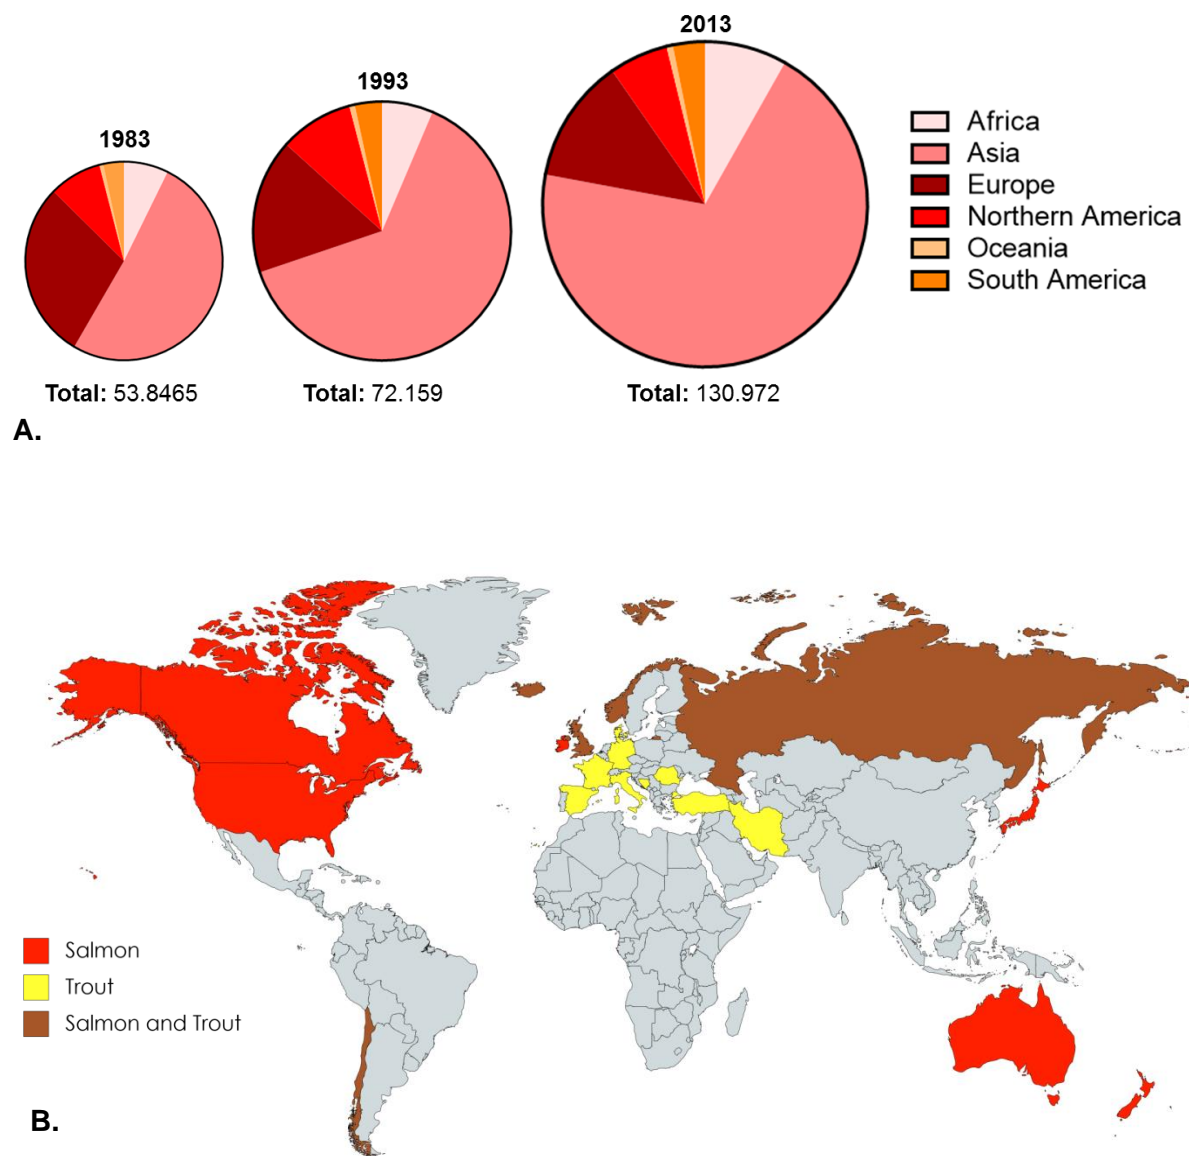 2013
1993
1983
Africa
Asia
Europe
Northern America
Oceania
South America
Total: 53.8465
Total: 72.159
Total: 130.972
A.
Salmon
Trout
Salmon and Trout
B.